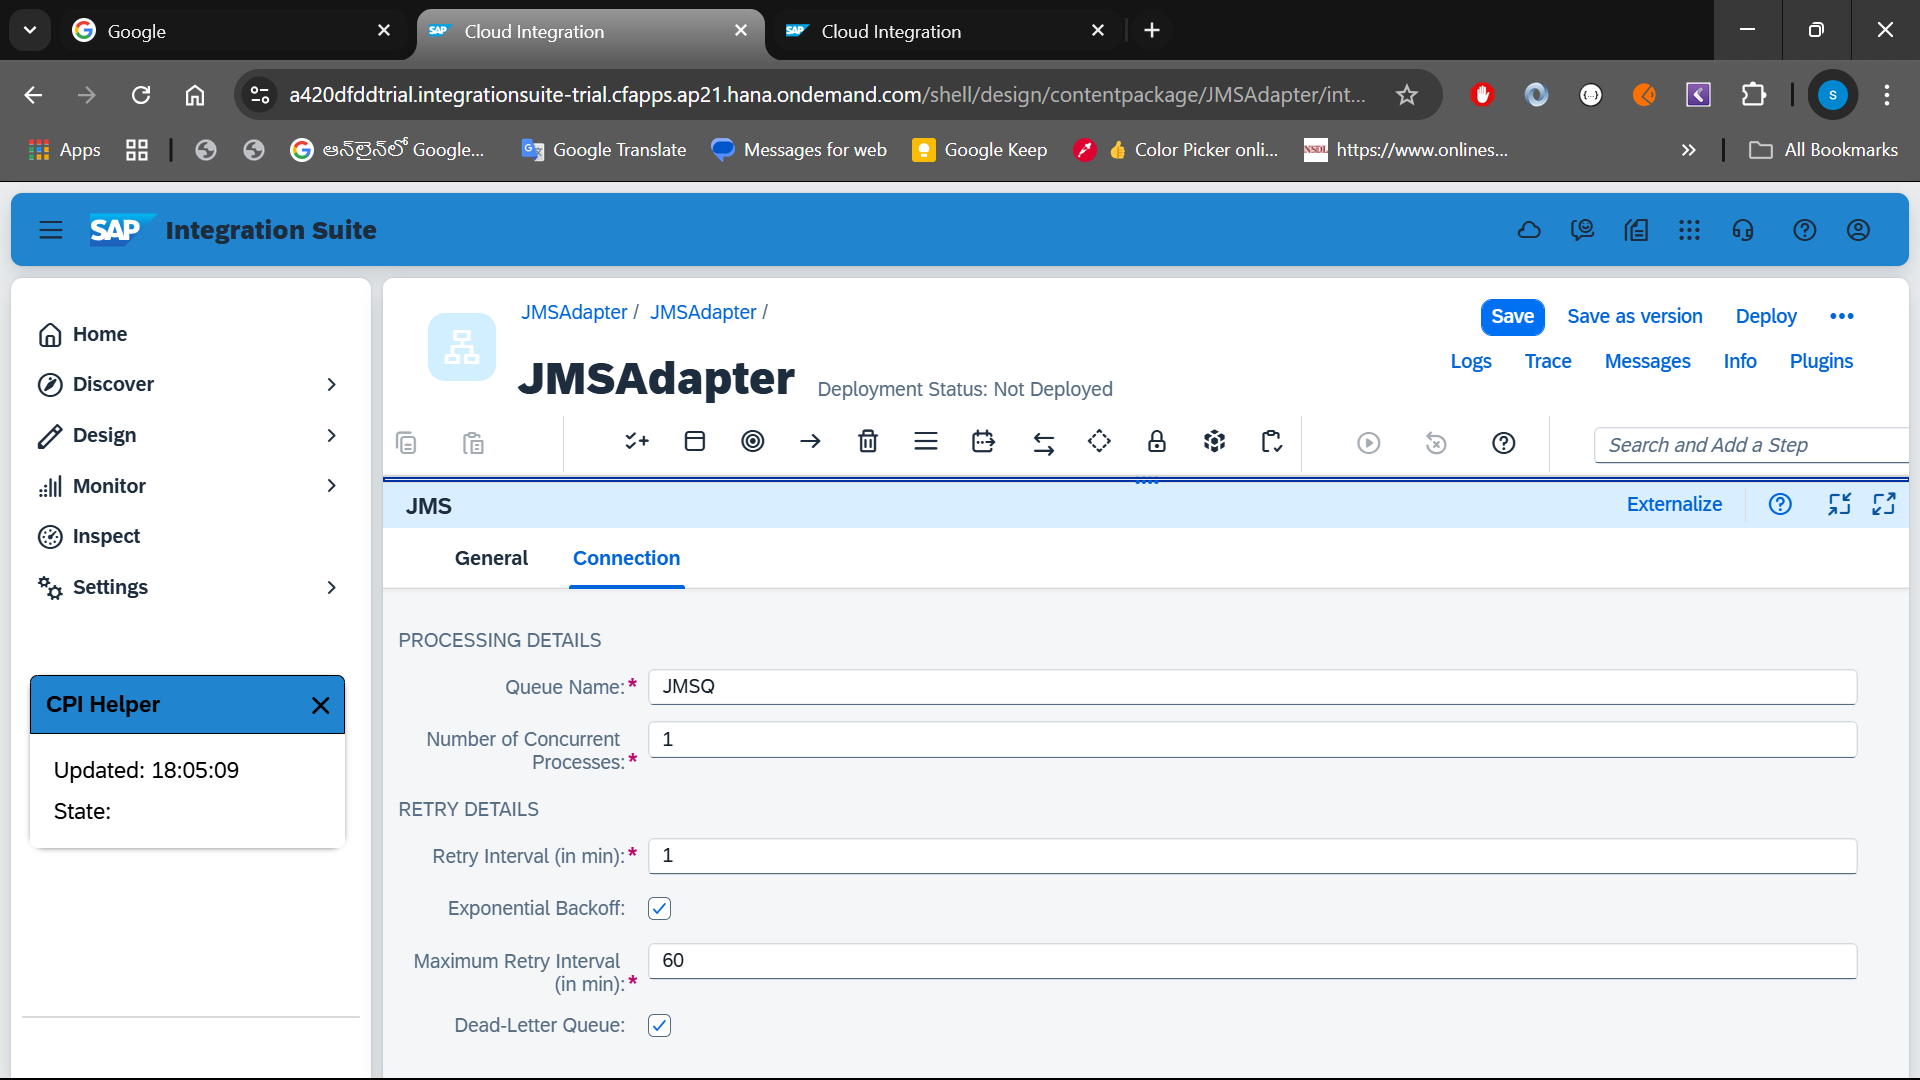 Google
Cloud Integration
Cloud Integration
a420dfddtrial.integrationsuite-trial.cfapps.ap21.hana.ondemand.com/shell/design/contentpackage/JMSAdapter/int...
S
Apps
ఆన్‌లైన్‌లో Google...
Google Translate
Messages for web
Google Keep
Color Picker onli...
NSDL
https://www.onlines...
All Bookmarks
SAP Integration Suite
Home
Discover
Design
Monitor
Inspect
Settings
CPI Helper
Updated: 18:05:09
State:
JMSAdapter / JMSAdapter /
JMSAdapter
Deployment Status: Not Deployed
Save
Save as version
Deploy
Logs
Trace
Messages
Info
Plugins
Search and Add a Step
JMS
Externalize
General
Connection
PROCESSING DETAILS
Queue Name:* JMSQ
Number of Concurrent
Processes:* 1
RETRY DETAILS
Retry Interval (in min):* 1
Exponential Backoff:
Maximum Retry Interval
(in min):* 60
Dead-Letter Queue: